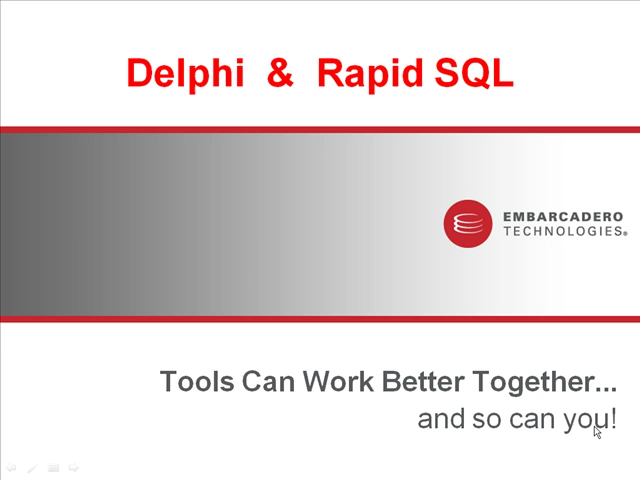 Delphi & Rapid SQL
EMBARCADERO
TECHNOLOGIES®
Tools Can Work Better Together...
and so can you!